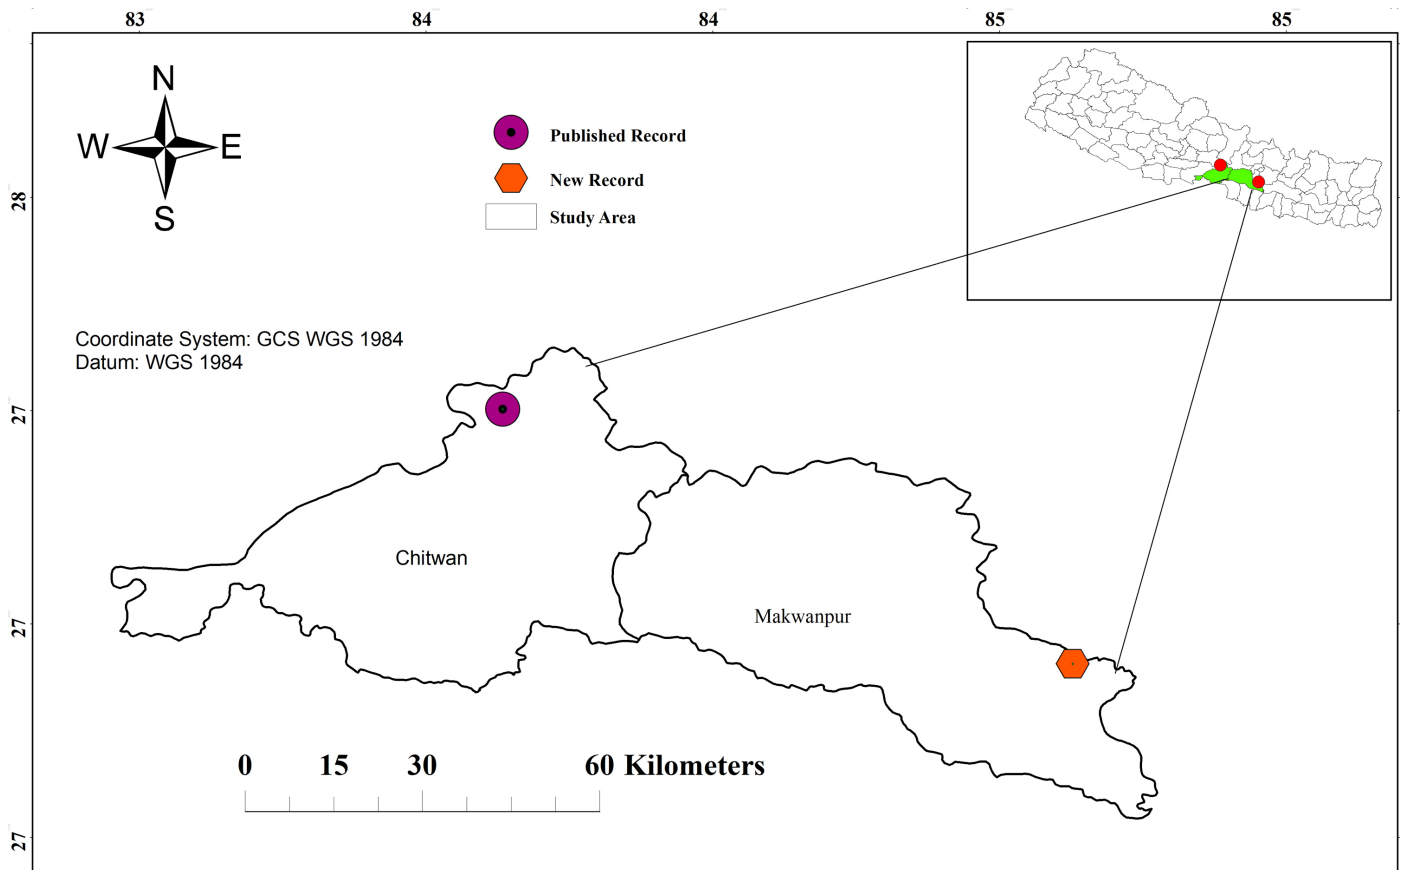 83 84 84 85 85
N
W E
S
Published Record
New Record
Study Area
28
Coordinate System: GCS WGS 1984
Datum: WGS 1984
27
Chitwan
Makwanpur
27
0 15 30 60 Kilometers
27